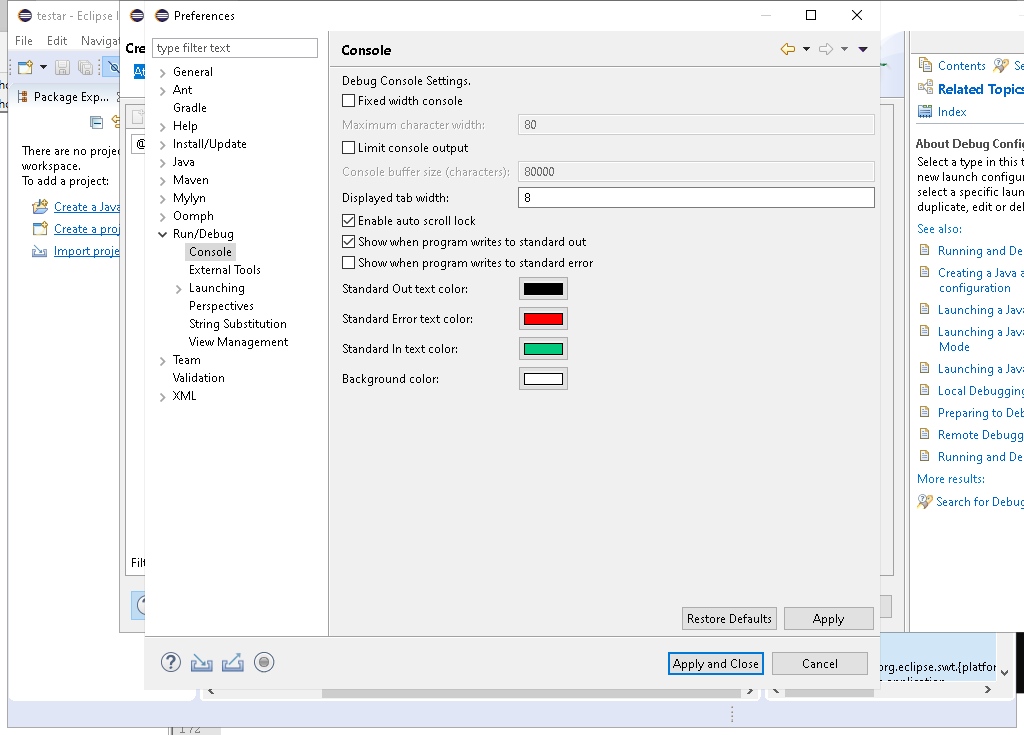 testar - Eclipse I
Preferences
File Edit Navigat
Cre
type filter text
Console
Contents
Se
Related Topics
Index
Package Exp...
General
Ant
Gradle
Help
Install/Update
Java
Maven
Mylyn
Oomph
Run/Debug
Console
External Tools
Launching
Perspectives
String Substitution
View Management
Team
Validation
XML
Debug Console Settings.
Fixed width console
Maximum character width: 80
Limit console output
Console buffer size (characters): 80000
Displayed tab width: 8
Enable auto scroll lock
Show when program writes to standard out
Show when program writes to standard error
Standard Out text color:
Standard Error text color:
Standard In text color:
Background color:
Restore Defaults Apply
Apply and Close Cancel
There are no projec
workspace.
To add a project:
Create a Java
Create a proj
Import proje
Filt
About Debug Config
Select a type in this t
new launch configur
select a specific laun
duplicate, edit or del
See also:
Running and De
Creating a Java a
configuration
Launching a Java
Launching a Java
Mode
Launching a Java
Local Debugging
Preparing to Deb
Remote Debugg
Running and De
More results:
Search for Debug
org.eclipse.swt.{platfor
172